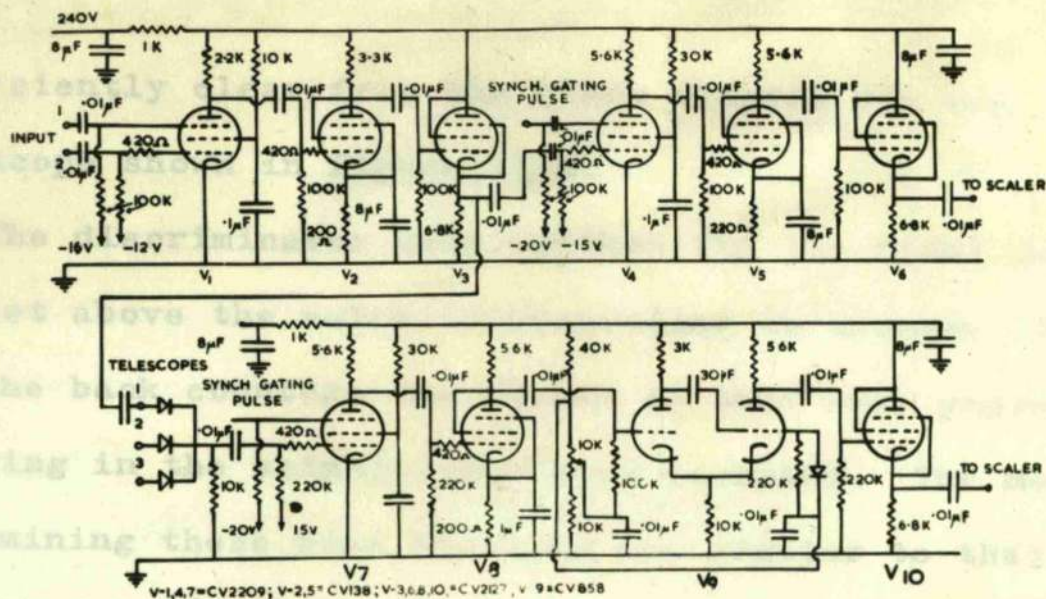 240V
8μF
1K
2·2K
10K
3·3K
5·6K
30K
5·6K
8μF
1
·01μF
INPUT
·01μF
420Ω
100K
-18V -12V
·1μF
·01μF
420Ω
100K
200
8μF
·01μF
100K
6·8K
·01μF
SYNCH. GATING
PULSE
·01μF
420Ω
100K
-20V -15V
·1μF
·01μF
420Ω
100K
220Ω
8μF
·01μF
100K
6·8K
TO SCALER
·01μF
V1
V2
V3
V4
V5
V6
8μF
1K
5·6K
30K
5·6K
40K
3K
5·6K
8μF
TELESCOPES
2
SYNCH GATING
PULSE
·01μF
420Ω
10K
220K
-20V 15V
·01μF
420Ω
220K
200Ω
1μF
·01μF
10K
10K
100K
·01μF
30pF
10K
220K
·01μF
·01μF
220K
6·8K
TO SCALER
·01μF
V7
V8
V9
V10
V-1,4,7=CV2209; V-2,5=CV138; V-3,6,8,10,=CV2127, V 9=CV858